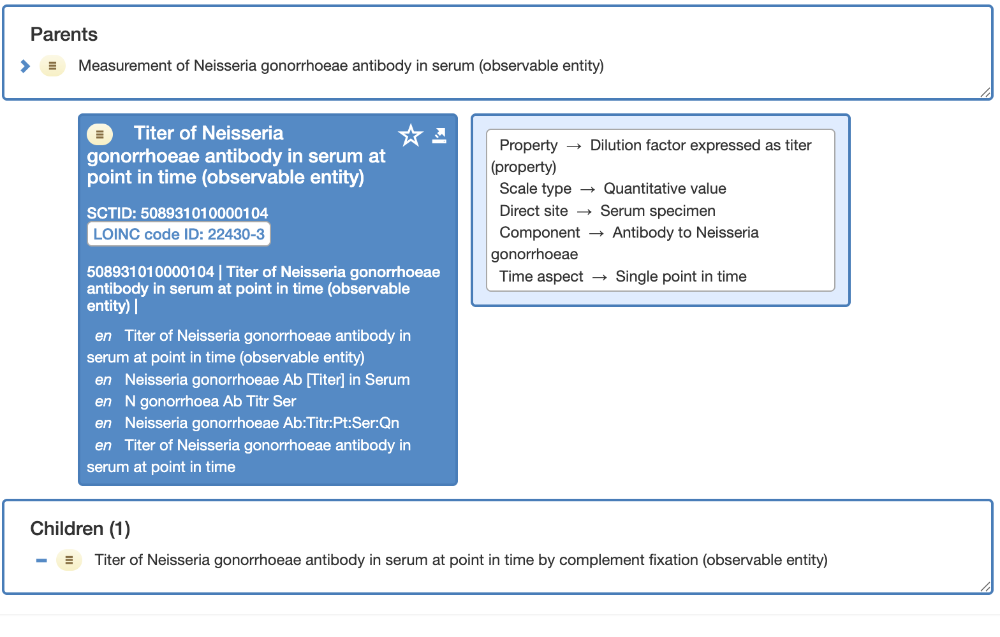 Parents
Measurement of Neisseria gonorrhoeae antibody in serum (observable entity)
Titer of Neisseria
gonorrhoeae antibody in serum at
point in time (observable entity)
SCTID: 508931010000104
LOINC code ID: 22430-3
508931010000104 | Titer of Neisseria gonorrhoeae
antibody in serum at point in time (observable
entity) |
en Titer of Neisseria gonorrhoeae antibody in
serum at point in time (observable entity)
en Neisseria gonorrhoeae Ab [Titer] in Serum
en N gonorrhoea Ab Titr Ser
en Neisseria gonorrhoeae Ab:Titr:Pt:Ser:Qn
en Titer of Neisseria gonorrhoeae antibody in
serum at point in time
Property → Dilution factor expressed as titer
(property)
Scale type → Quantitative value
Direct site → Serum specimen
Component → Antibody to Neisseria
gonorrhoeae
Time aspect → Single point in time
Children (1)
Titer of Neisseria gonorrhoeae antibody in serum at point in time by complement fixation (observable entity)